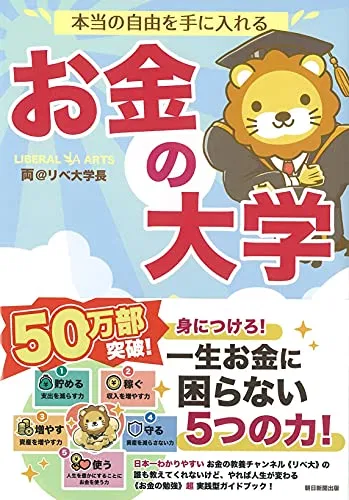 本当の自由を手に入れる
お金の大学
LIBERAL ARTS
両@リベ大学長
50万部
突破!
身につけろ!
一生お金に
困らない
5つの力!
1
貯める
支出を減らす力
2
稼ぐ
収入を増やす力
3
増やす
資産を増やす力
4
守る
資産を減らさない力
5
使う
人生を豊かにすることに
お金を使う力
日本一わかりやすい お金の教養チャンネル《リベ大》の
誰も教えてくれないけど、やれば人生が変わる
《お金の勉強》超 実践型ガイドブック!
朝日新聞出版